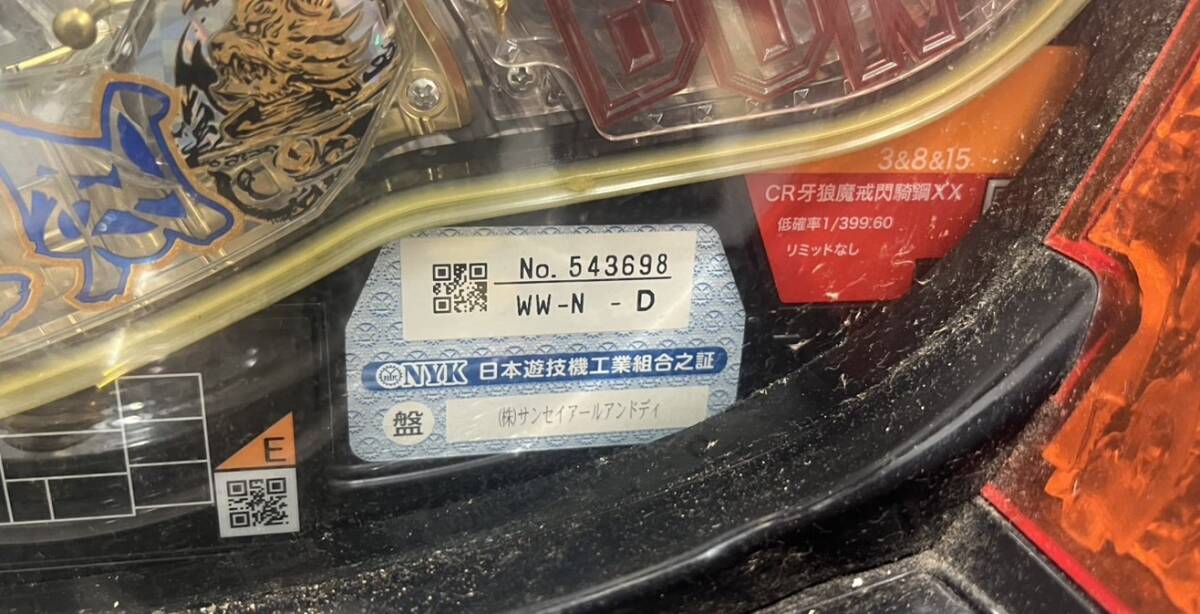 3&8&15
CR牙狼魔戒閃騎鋼XX
低確率1/399.60
リミットなし
No. 543698
WW-N - D
NYK 日本遊技機工業組合之証
盤
(株)サンセイアールアンドディ
E